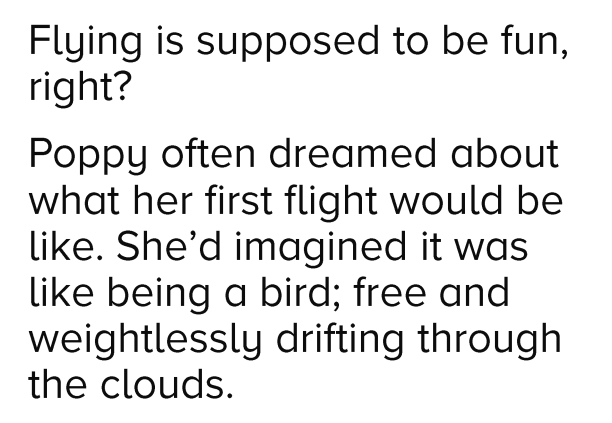 Flying is supposed to be fun,
right?
Poppy often dreamed about
what her first flight would be
like. She’d imagined it was
like being a bird; free and
weightlessly drifting through
the clouds.